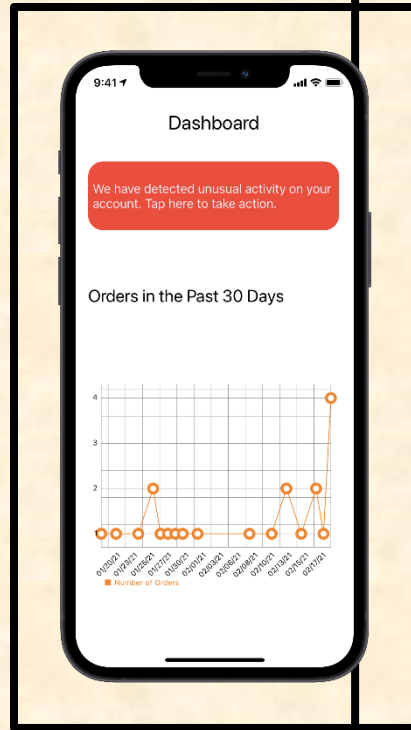 9:41
Dashboard
We have detected unusual activity on your
account. Tap here to take action.
Orders in the Past 30 Days
4
3
2
1
01/20/21 01/23/21 01/25/21 01/27/21 01/30/21 02/01/21 02/03/21 02/06/21 02/08/21 02/10/21 02/13/21 02/15/21 02/17/21
Number of Orders